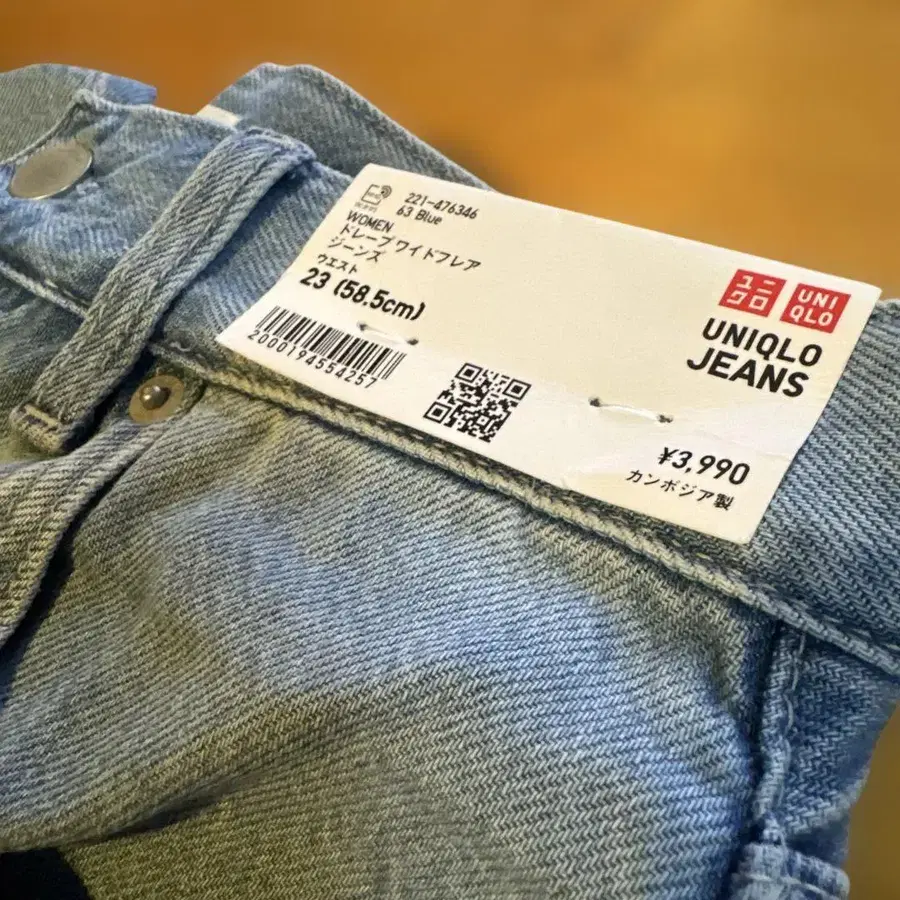 221-476346
63 Blue
WOMEN
ドレープワイドフレア
ジーンズ
ウエスト
23 (58.5cm)
2000194554257
ユニ
クロ
UNI
QLO
UNIQLO
JEANS
¥3,990
カンボジア製